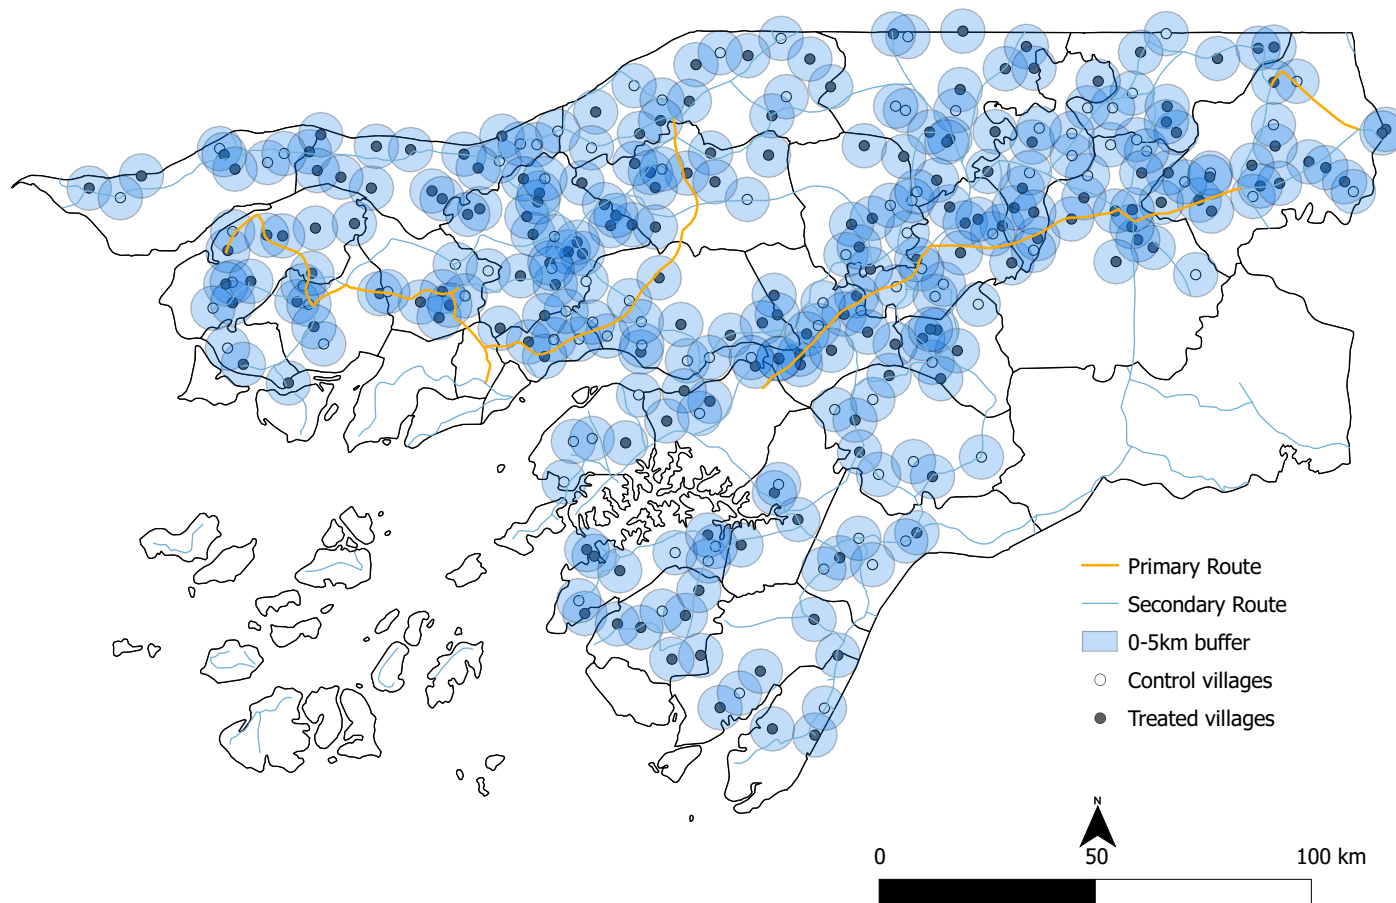 Primary Route
Secondary Route
0-5km buffer
Control villages
Treated villages
N
0 50 100 km